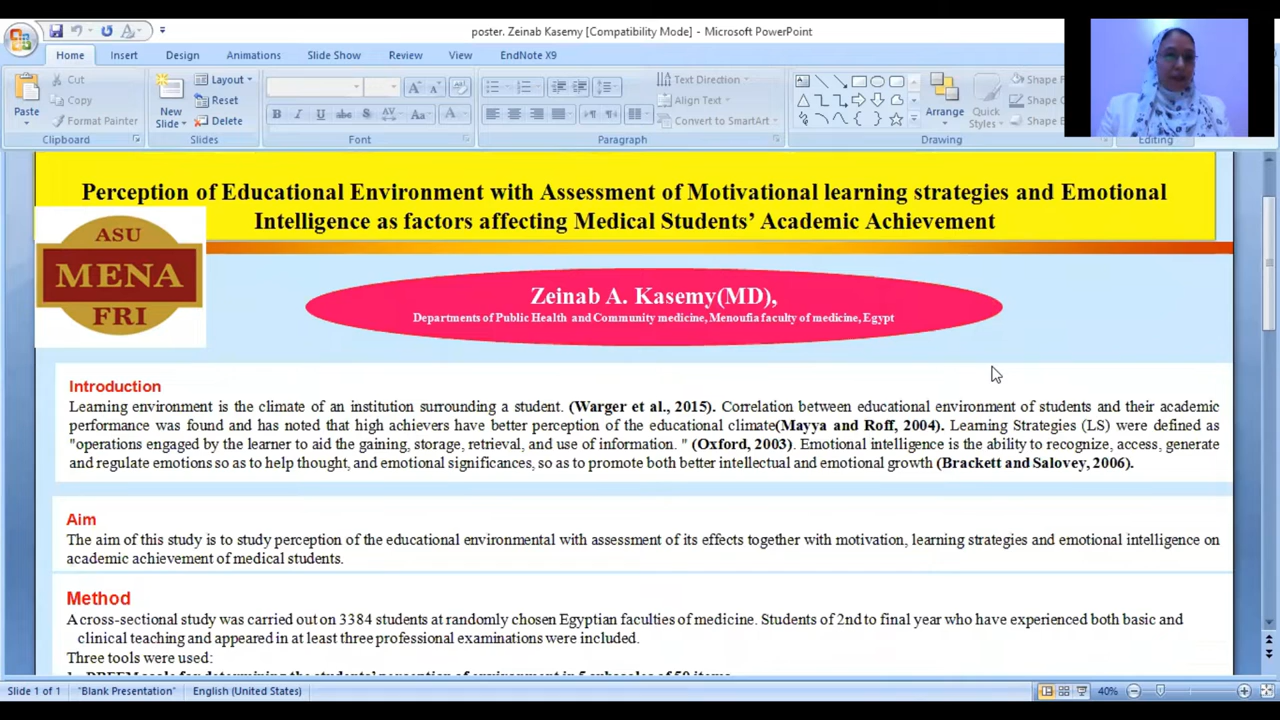 poster. Zeinab Kasemy [Compatibility Mode] - Microsoft PowerPoint
Home Insert Design Animations Slide Show Review View EndNote X9
Cut
Copy
Format Painter
Paste
Clipboard
New
Slide
Layout
Reset
Delete
Slides
Font
Text Direction
Align Text
Convert to SmartArt
Paragraph
Arrange
Quick
Styles
Shape F
Shape
Shape E
Drawing
Editing
Perception of Educational Environment with Assessment of Motivational learning strategies and Emotional
Intelligence as factors affecting Medical Students’ Academic Achievement
ASU
MENA
FRI
Zeinab A. Kasemy(MD),
Departments of Public Health and Community medicine, Menoufia faculty of medicine, Egypt
Introduction
Learning environment is the climate of an institution surrounding a student. (Warger et al., 2015). Correlation between educational environment of students and their academic
performance was found and has noted that high achievers have better perception of the educational climate(Mayya and Roff, 2004). Learning Strategies (LS) were defined as
"operations engaged by the learner to aid the gaining, storage, retrieval, and use of information. " (Oxford, 2003). Emotional intelligence is the ability to recognize, access, generate
and regulate emotions so as to help thought, and emotional significances, so as to promote both better intellectual and emotional growth (Brackett and Salovey, 2006).
Aim
The aim of this study is to study perception of the educational environmental with assessment of its effects together with motivation, learning strategies and emotional intelligence on
academic achievement of medical students.
Method
A cross-sectional study was carried out on 3384 students at randomly chosen Egyptian faculties of medicine. Students of 2nd to final year who have experienced both basic and
clinical teaching and appeared in at least three professional examinations were included.
Three tools were used:
Slide 1 of 1 "Blank Presentation" English (United States) 40%